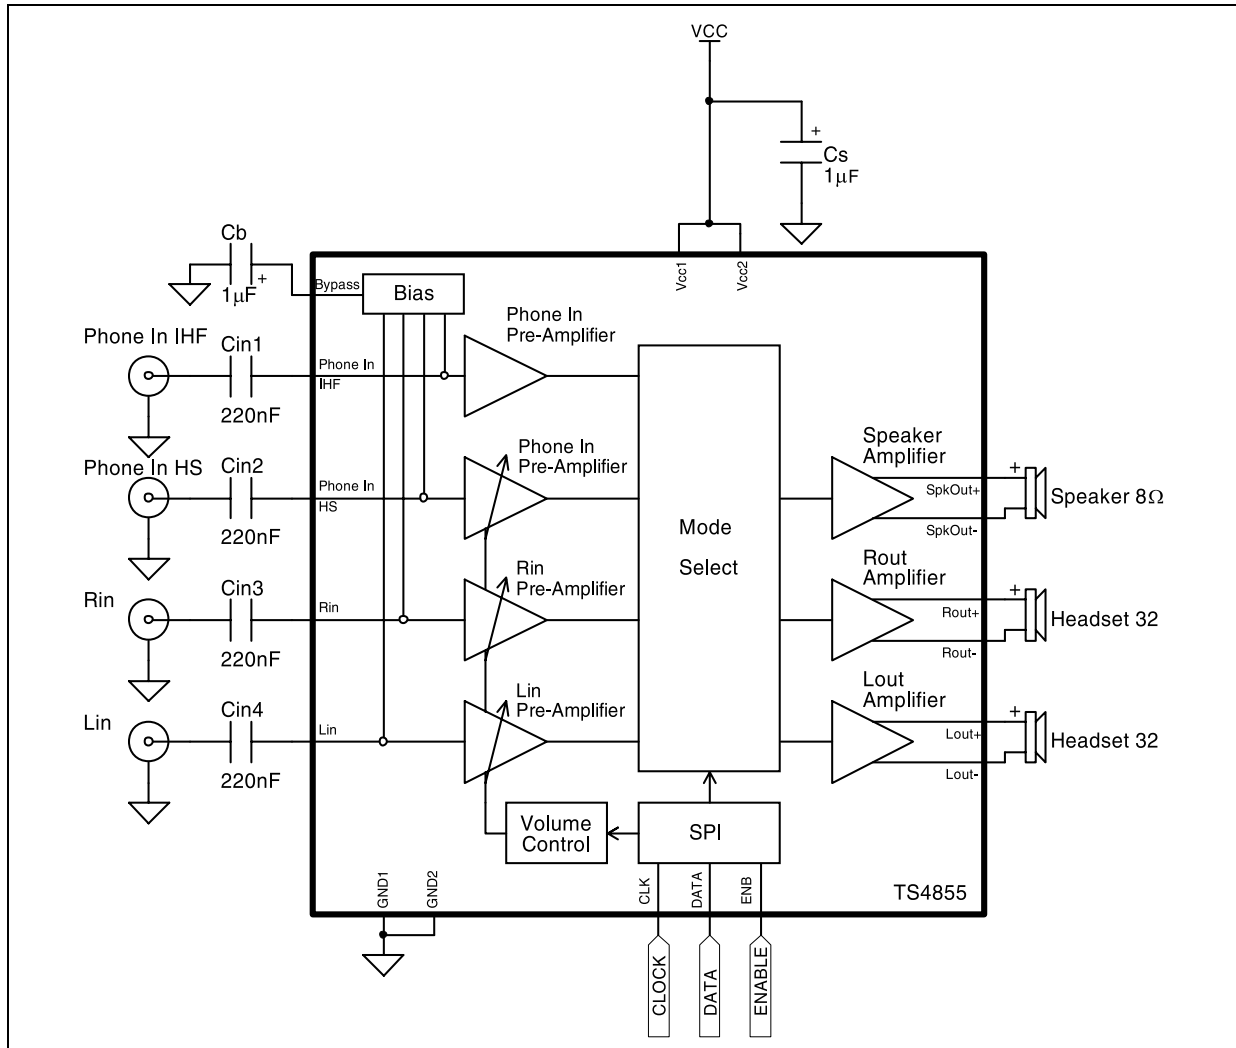 VCC
+
Cs
1µF
Cb
+
1µF
Bypass
Bias
Vcc1
Vcc2
Phone In IHF
Cin1
220nF
Phone In
IHF
Phone In
Pre-Amplifier
Phone In HS
Cin2
220nF
Phone In
HS
Phone In
Pre-Amplifier
Rin
Cin3
220nF
Rin
Rin
Pre-Amplifier
Lin
Cin4
220nF
Lin
Lin
Pre-Amplifier
Mode
Select
Speaker
Amplifier
SpkOut+
SpkOut-
+
Speaker 8Ω
Rout
Amplifier
Rout+
Rout-
+
Headset 32
Lout
Amplifier
Lout+
Lout-
+
Headset 32
Volume
Control
SPI
GND1
GND2
CLK
DATA
ENB
TS4855
CLOCK
DATA
ENABLE